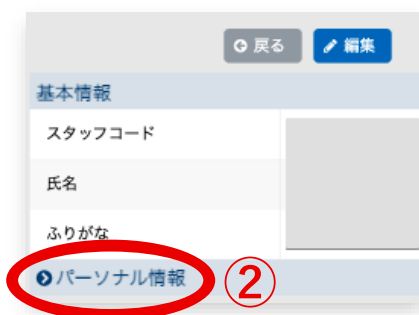 戻る 編集
基本情報
スタッフコード
氏名
ふりがな
パーソナル情報 ②